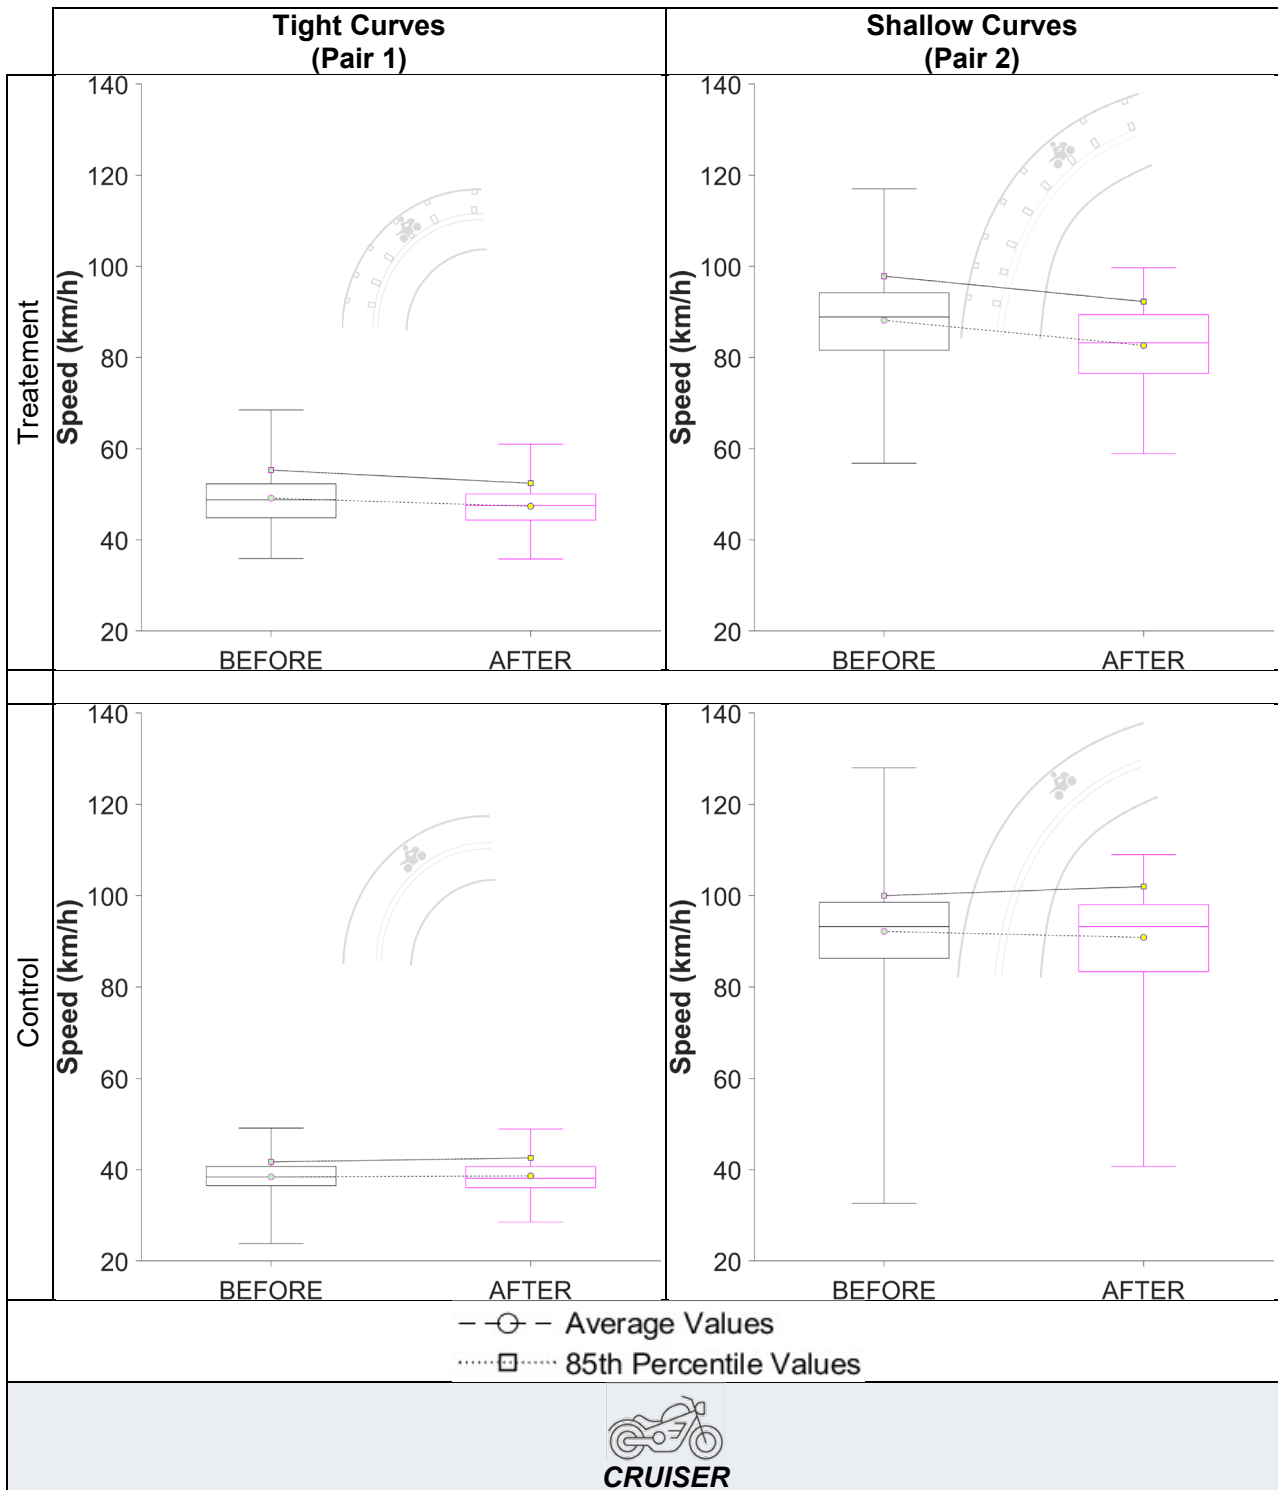 Tight Curves
(Pair 1)
Shallow Curves
(Pair 2)
Treatement
Speed (km/h)
140
120
100
80
60
40
20
BEFORE AFTER
Speed (km/h)
140
120
100
80
60
40
20
BEFORE AFTER
Control
Speed (km/h)
140
120
100
80
60
40
20
BEFORE AFTER
Speed (km/h)
140
120
100
80
60
40
20
BEFORE AFTER
Average Values
85th Percentile Values
CRUISER